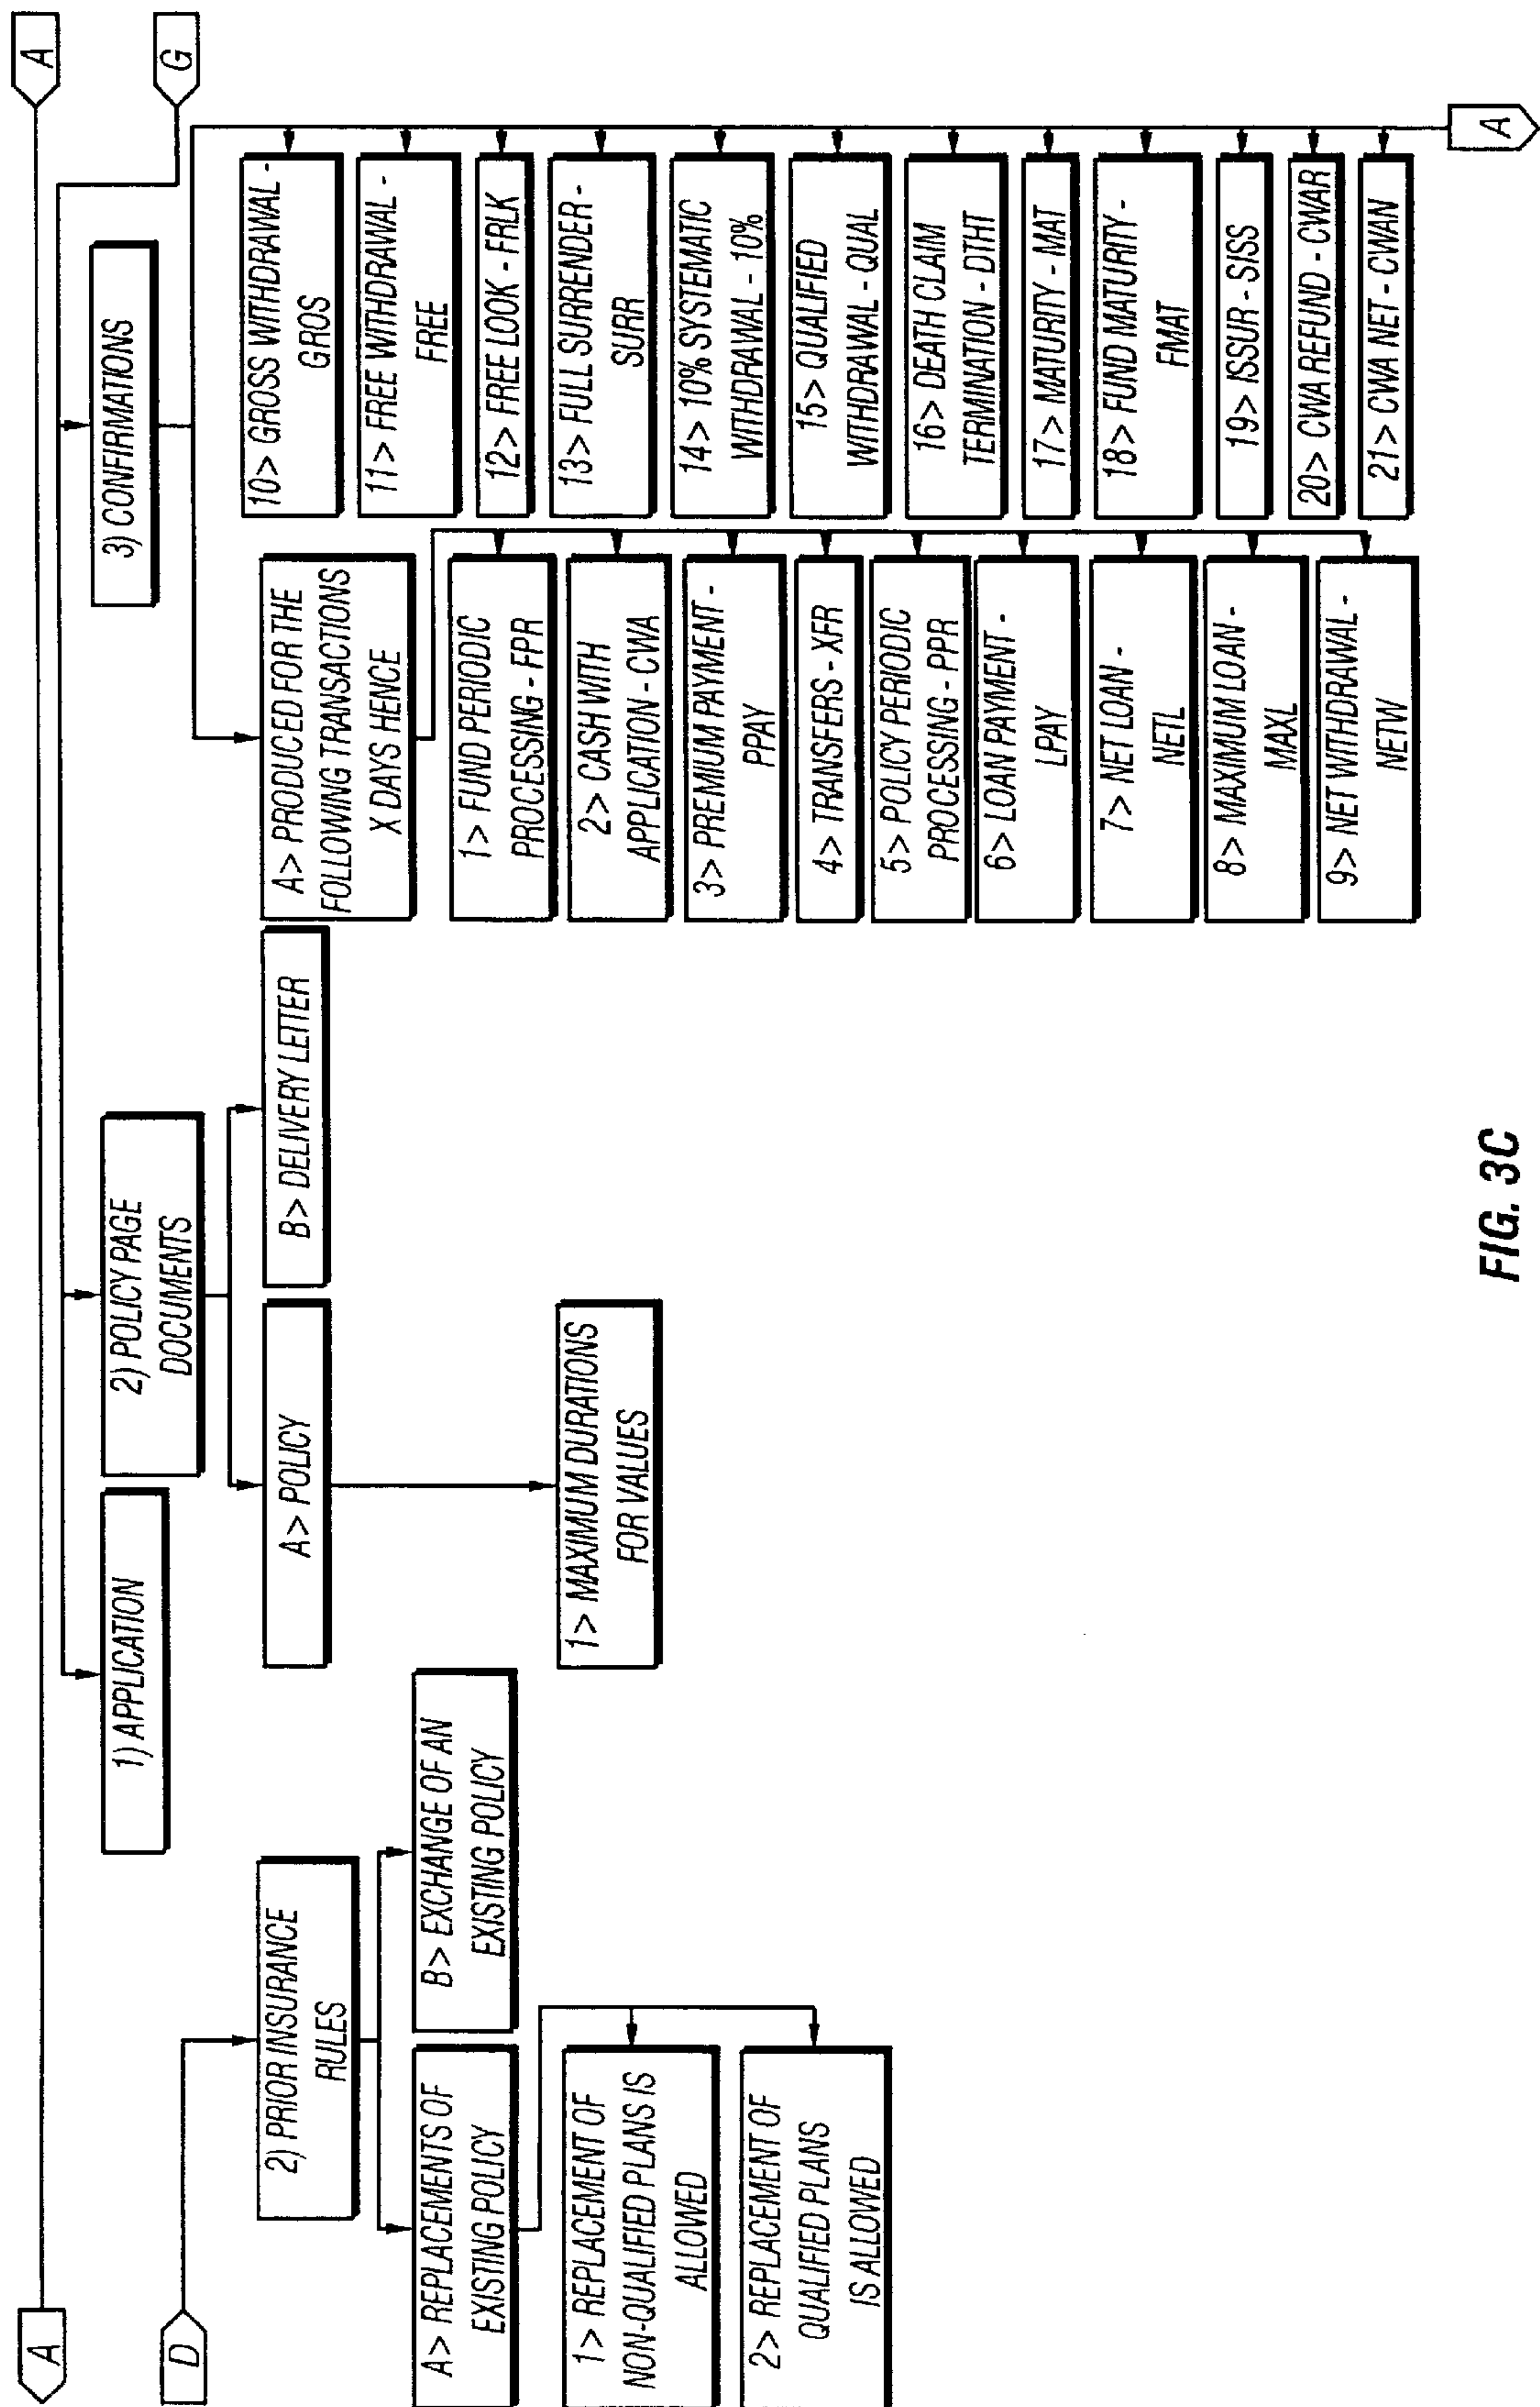 A
A
D
G
2) PRIOR INSURANCE
RULES
A> REPLACEMENTS OF
EXISTING POLICY
B> EXCHANGE OF AN
EXISTING POLICY
1> REPLACEMENT OF
NON-QUALIFIED PLANS IS
ALLOWED
2> REPLACEMENT OF
QUALIFIED PLANS
IS ALLOWED
1) APPLICATION
2) POLICY PAGE
DOCUMENTS
A> POLICY
B> DELIVERY LETTER
1> MAXIMUM DURATIONS
FOR VALUES
3) CONFIRMATIONS
A> PRODUCED FOR THE
FOLLOWING TRANSACTIONS
X DAYS HENCE
1> FUND PERIODIC
PROCESSING - FPR
2> CASH WITH
APPLICATION - CWA
3> PREMIUM PAYMENT -
PPAY
4> TRANSFERS - XFR
5> POLICY PERIODIC
PROCESSING - PPR
6> LOAN PAYMENT -
LPAY
7> NET LOAN -
NETL
8> MAXIMUM LOAN -
MAXL
9> NET WITHDRAWAL -
NETW
10> GROSS WITHDRAWAL -
GROS
11> FREE WITHDRAWAL -
FREE
12> FREE LOOK - FRLK
13> FULL SURRENDER -
SURR
14> 10% SYSTEMATIC
WITHDRAWAL - 10%
15> QUALIFIED
WITHDRAWAL - QUAL
16> DEATH CLAIM
TERMINATION - DTHT
17> MATURITY - MAT
18> FUND MATURITY -
FMAT
19> ISSUR - SISS
20> CWA REFUND - CWAR
21> CWA NET - CWAN
A
FIG. 3C